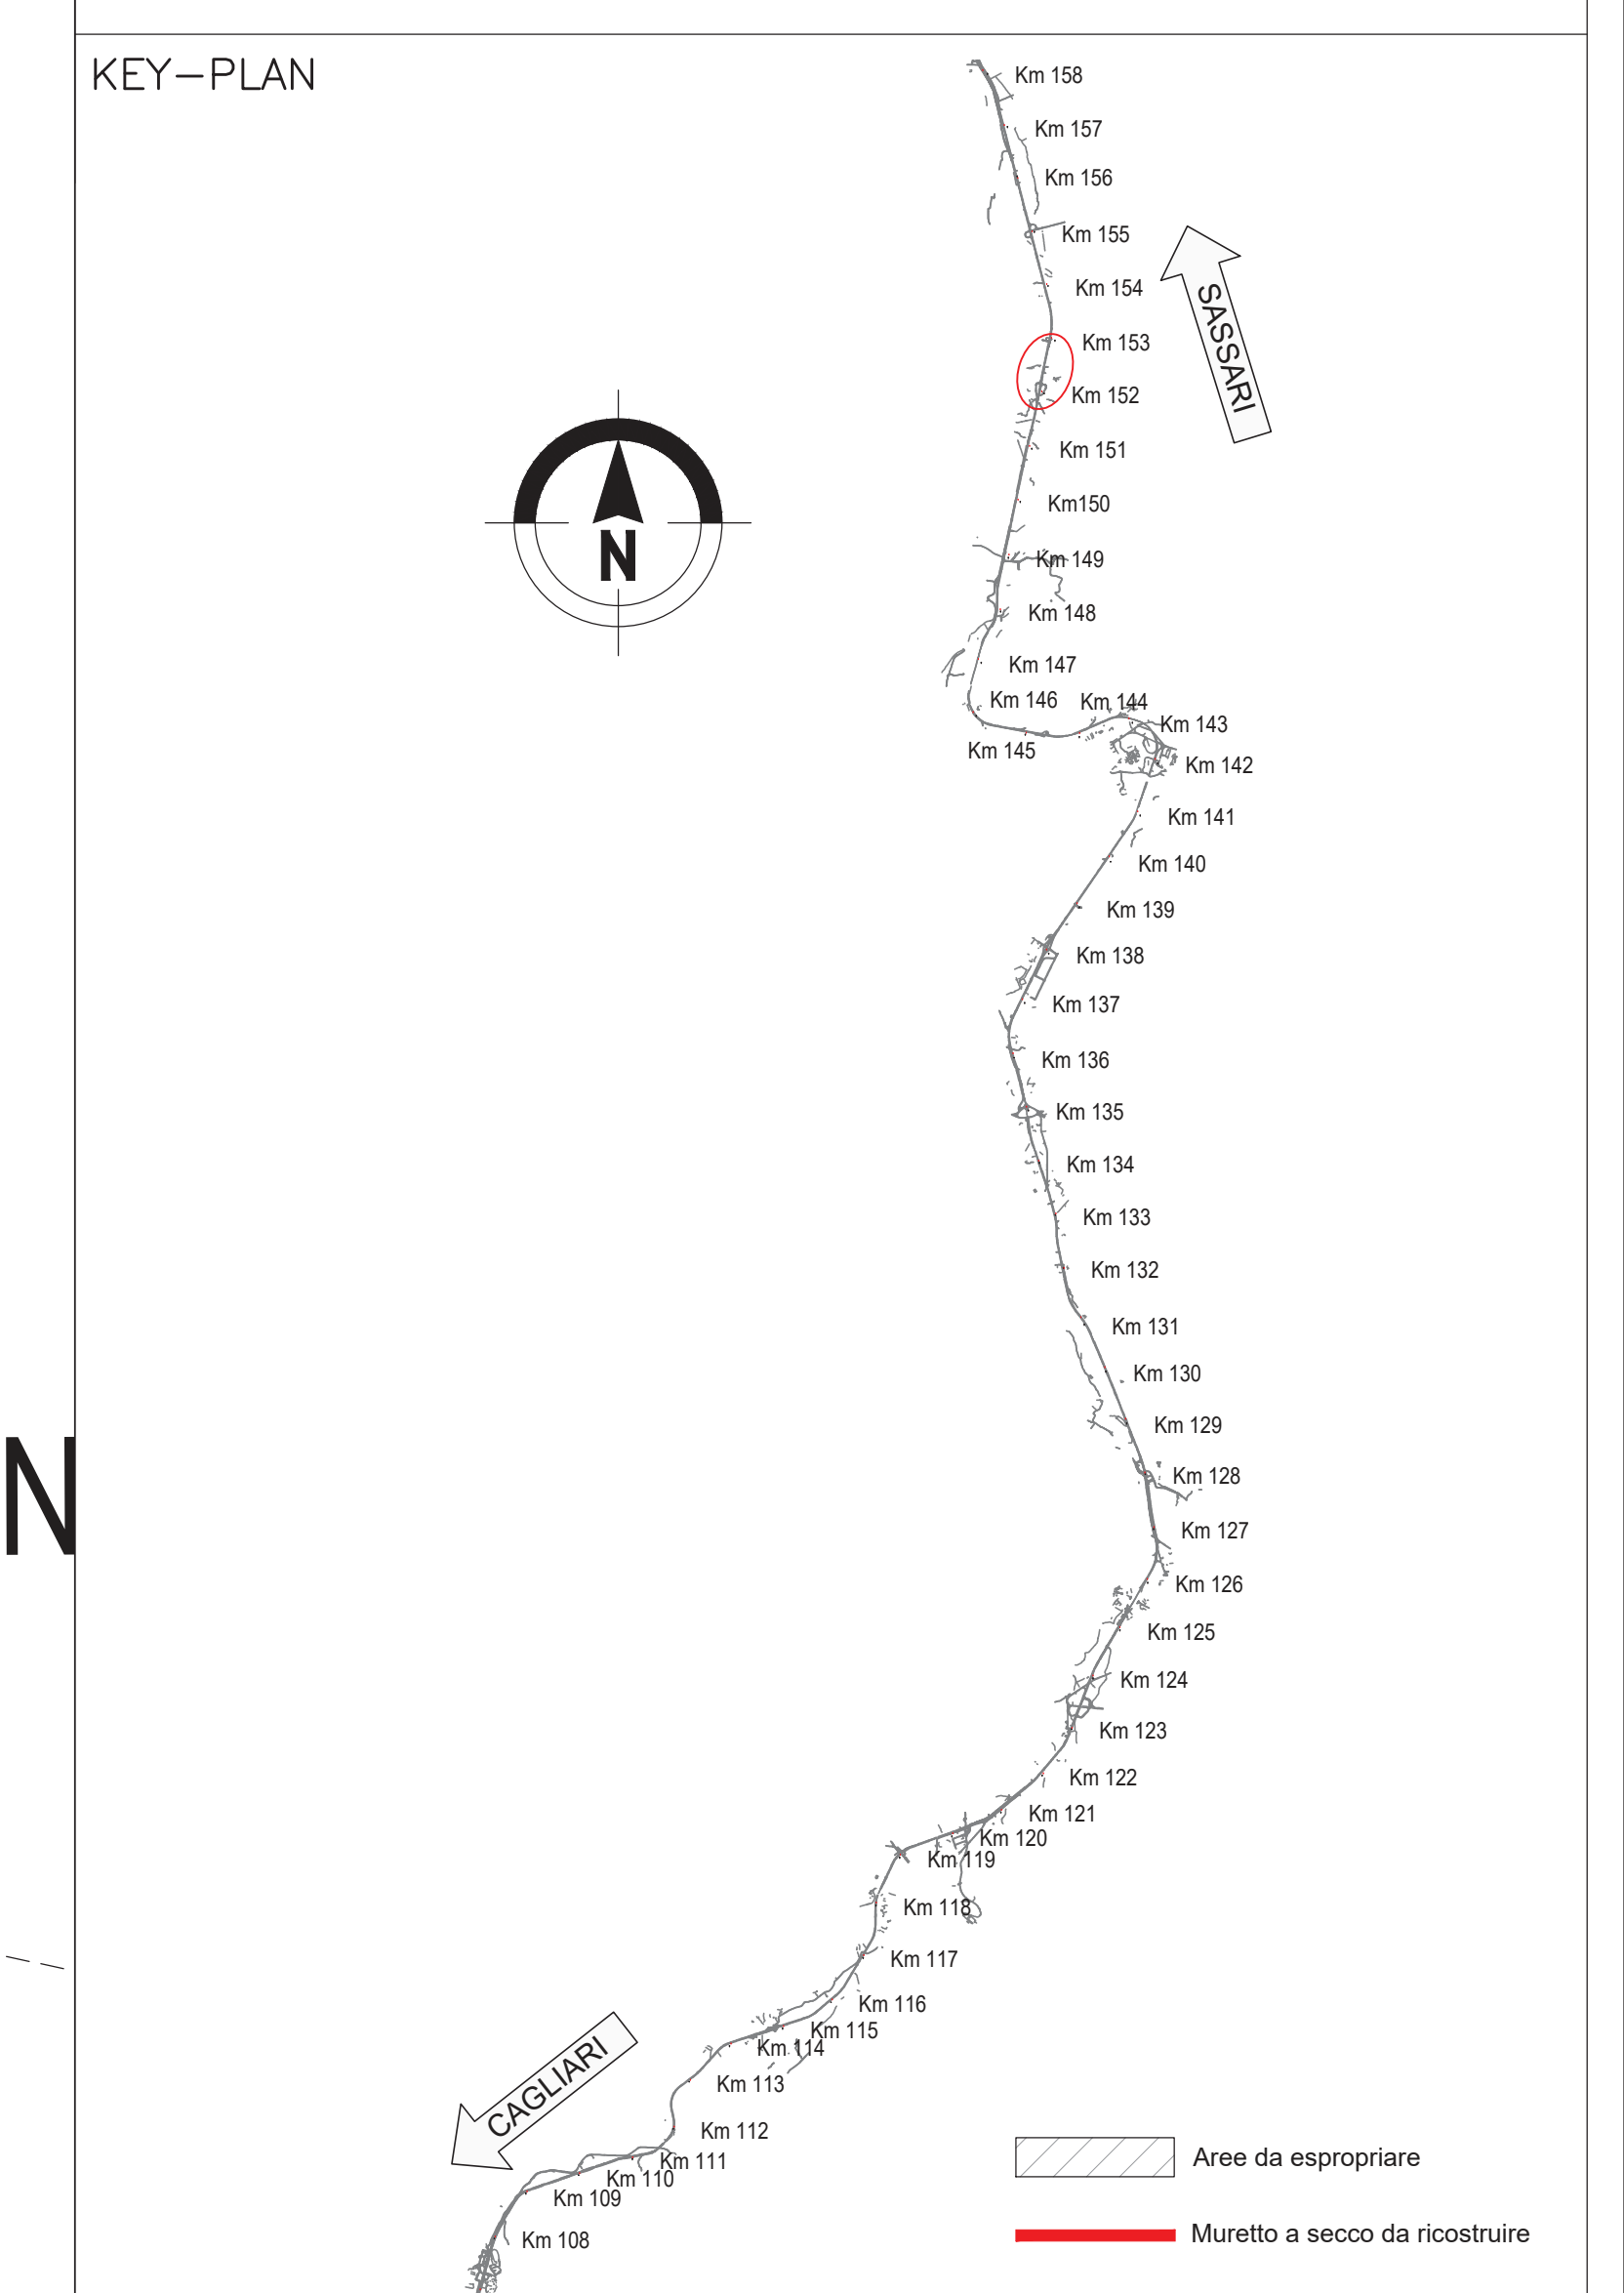 KEY-PLAN
Km 158
Km 157
Km 156
Km 155
SASSARI
Km 154
Km 153
Km 152
Km 151
Km150
N
Km 149
Km 148
Km 147
Km 146
Km 144
Km 143
Km 145
Km 142
Km 141
Km 140
Km 139
Km 138
Km 137
Km 136
Km 135
Km 134
Km 133
Km 132
Km 131
Km 130
Km 129
N
Km 128
Km 127
Km 126
Km 125
Km 124
Km 123
Km 122
Km 121
Km 120
Km 119
Km 118
Km 117
Km 116
Km 115
Km 114
Km 113
CAGLIARI
Km 112
Km 111
Km 110
Km 109
Km 108
Aree da espropriare
Muretto a secco da ricostruire